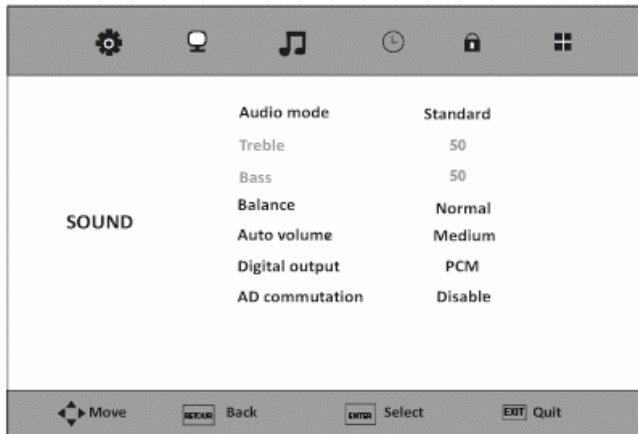 Audio mode Standard
Treble 50
Bass 50
Balance Normal
SOUND
Auto volume Medium
Digital output PCM
AD commutation Disable
Move RETOUR Back ENTER Select EXIT Quit